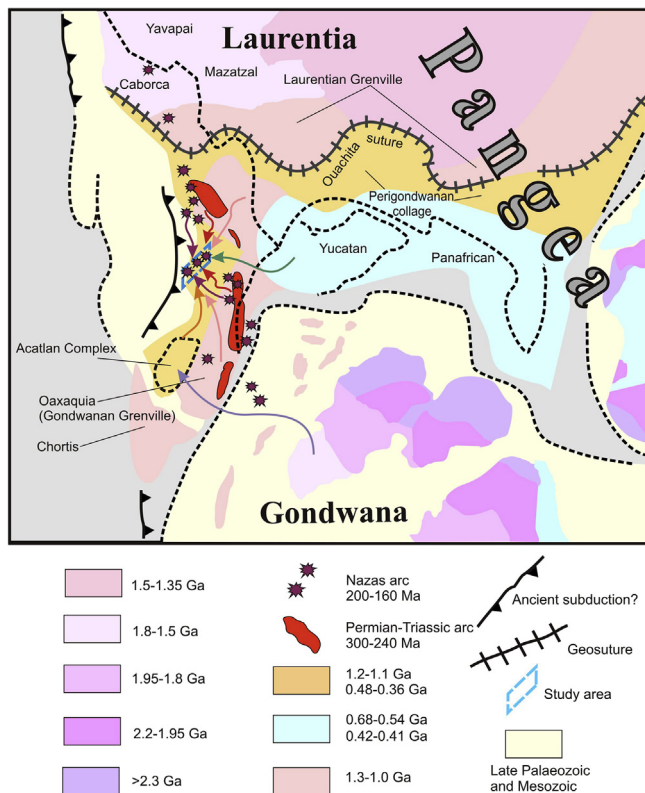 Yavapai
Laurentia
Pangea
Mazatzal
Caborca
Laurentian Grenville
Ouachita suture
Perigondwanan
collage
Yucatan
Panafrican
Acatlan Complex
Oaxaquia
(Gondwanan Grenville)
Chortis
Gondwana
1.5-1.35 Ga
1.8-1.5 Ga
1.95-1.8 Ga
2.2-1.95 Ga
>2.3 Ga
Nazas arc
200-160 Ma
Permian-Triassic arc
300-240 Ma
1.2-1.1 Ga
0.48-0.36 Ga
0.68-0.54 Ga
0.42-0.41 Ga
1.3-1.0 Ga
Ancient subduction?
Geosuture
Study area
Late Palaeozoic
and Mesozoic